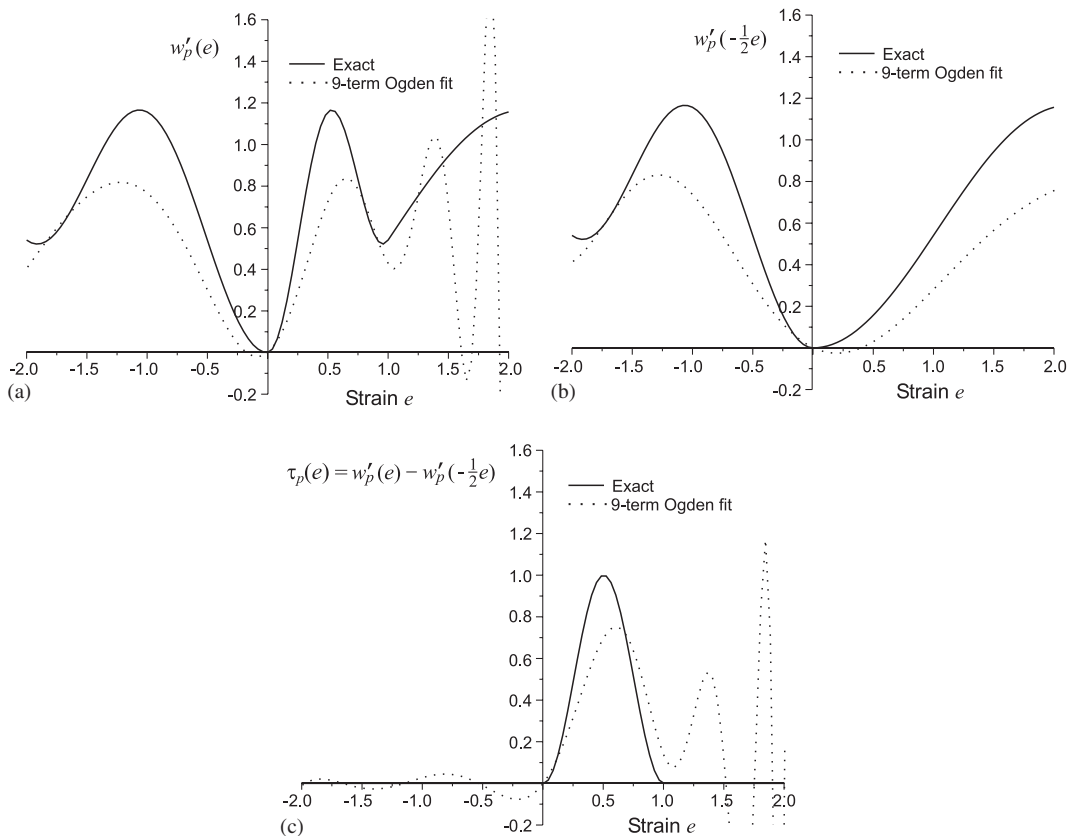 w′ₚ(e)
1.6
1.4
1.2
1.0
0.8
0.6
0.4
0.2
-0.2
Exact
9-term Ogden fit
-2.0 -1.5 -1.0 -0.5 0.5 1.0 1.5 2.0
(a)
Strain e
w′ₚ(-½e)
1.6
1.4
1.2
1.0
0.8
0.6
0.4
0.2
-0.2
Exact
9-term Ogden fit
-2.0 -1.5 -1.0 -0.5 0.5 1.0 1.5 2.0
(b)
Strain e
τₚ(e) = w′ₚ(e) − w′ₚ(-½e)
1.6
1.4
1.2
1.0
0.8
0.6
0.4
0.2
-0.2
Exact
9-term Ogden fit
-2.0 -1.5 -1.0 -0.5 0.5 1.0 1.5 2.0
(c)
Strain e